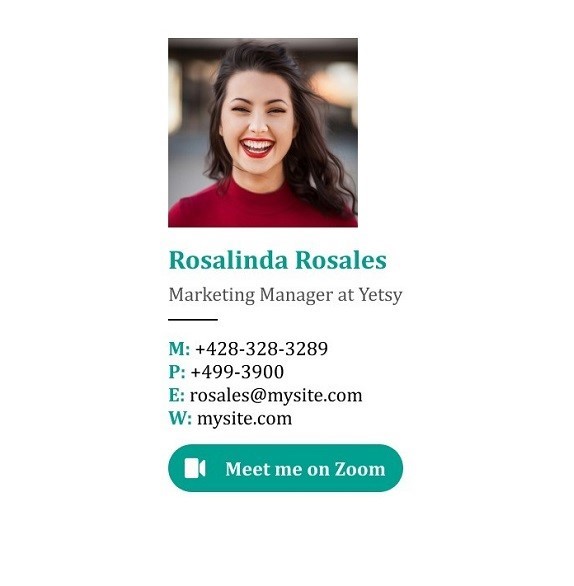 Rosalinda Rosales
Marketing Manager at Yetsy
M: +428-328-3289
P: +499-3900
E: rosales@mysite.com
W: mysite.com
Meet me on Zoom